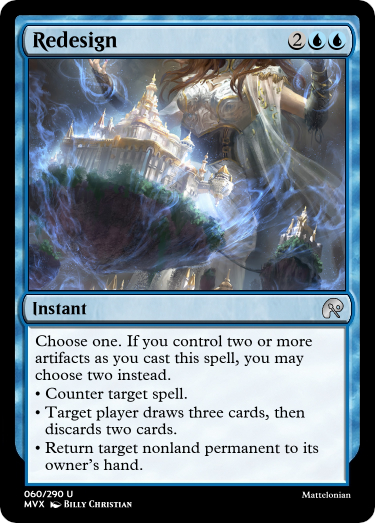 Redesign 2
Instant
Choose one. If you control two or more
artifacts as you cast this spell, you may
choose two instead.
• Counter target spell.
• Target player draws three cards, then
discards two cards.
• Return target nonland permanent to its
owner's hand.
060/290 U
MVX Billy Christian
Mattelonian